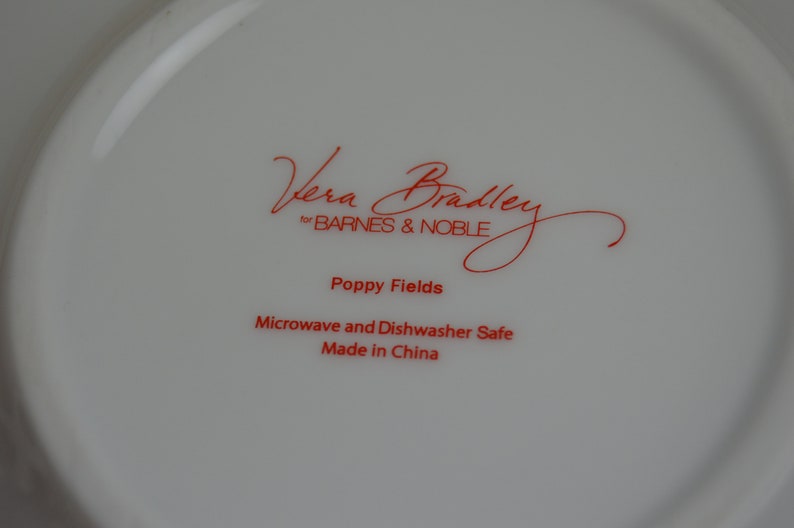 Vera Bradley
for BARNES & NOBLE
Poppy Fields
Microwave and Dishwasher Safe
Made in China